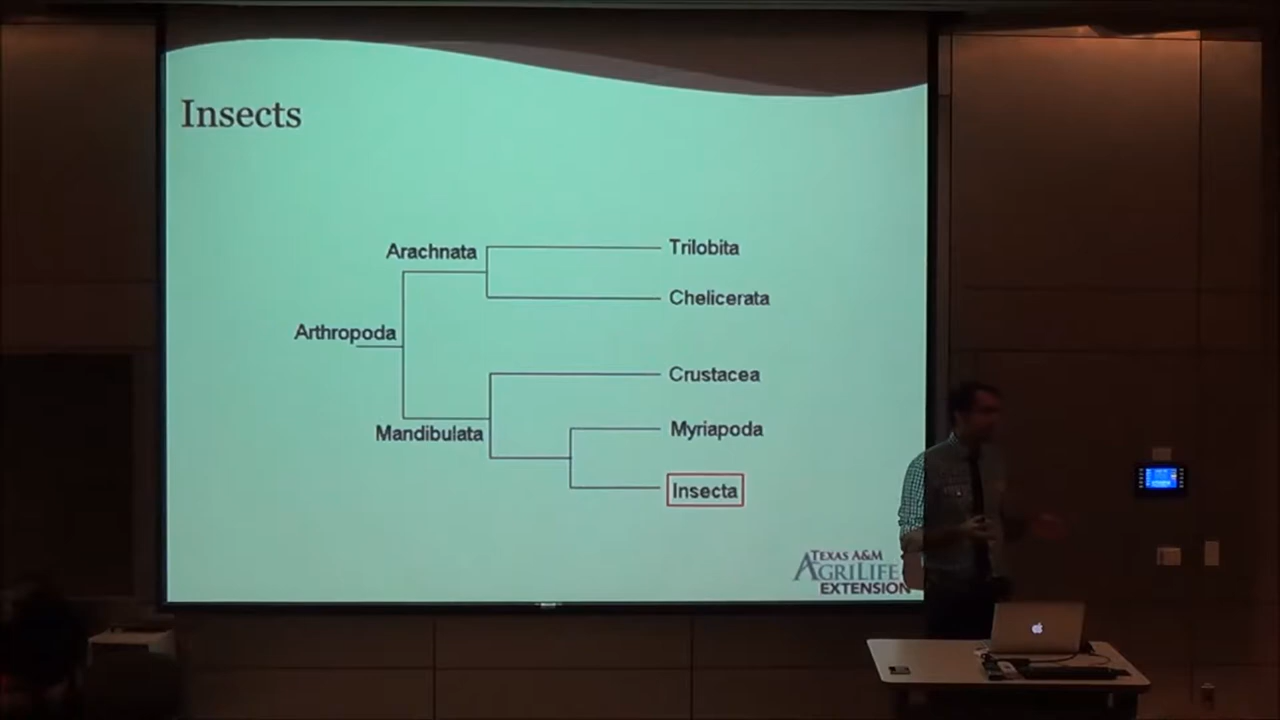 Insects
Arachnata
Trilobita
Chelicerata
Arthropoda
Crustacea
Mandibulata
Myriapoda
Insecta
TEXAS A&M
AGRILIFE
EXTENSION